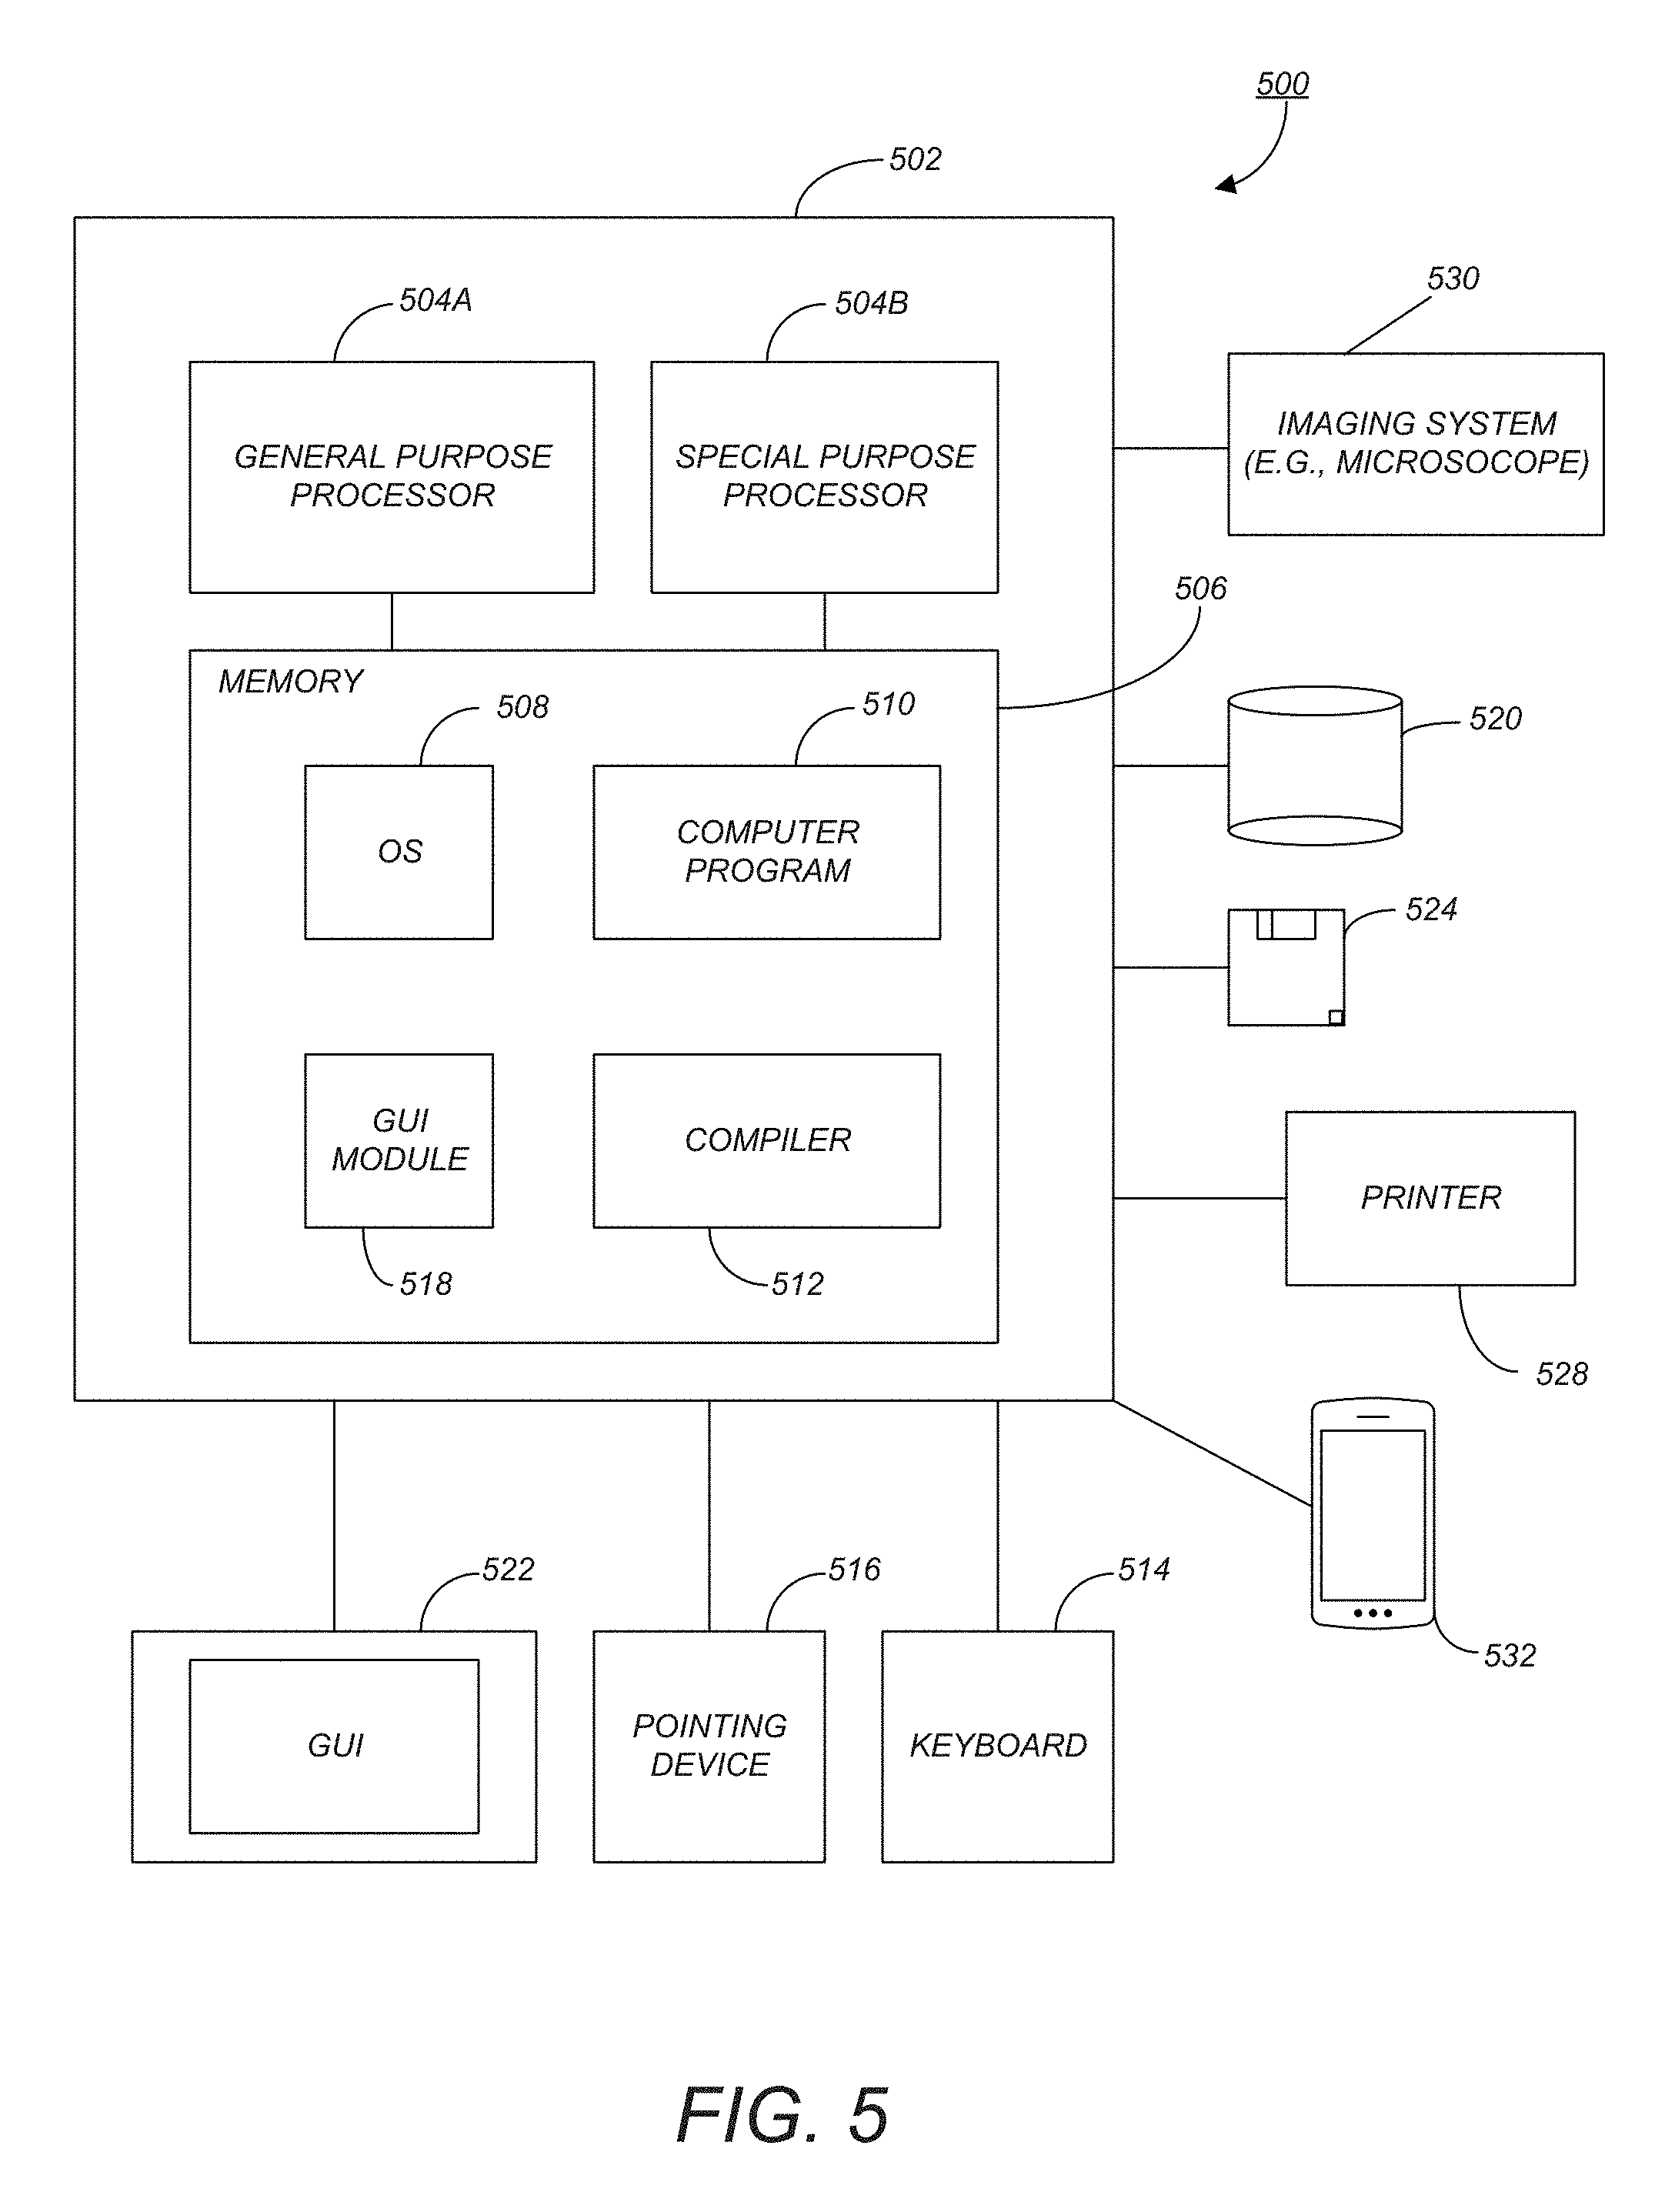 500
502
504A
504B
530
GENERAL PURPOSE
PROCESSOR
SPECIAL PURPOSE
PROCESSOR
IMAGING SYSTEM
(E.G., MICROSOCOPE)
506
MEMORY
508
510
520
OS
COMPUTER
PROGRAM
524
GUI
MODULE
COMPILER
PRINTER
518
512
528
522
516
514
532
GUI
POINTING
DEVICE
KEYBOARD
FIG. 5